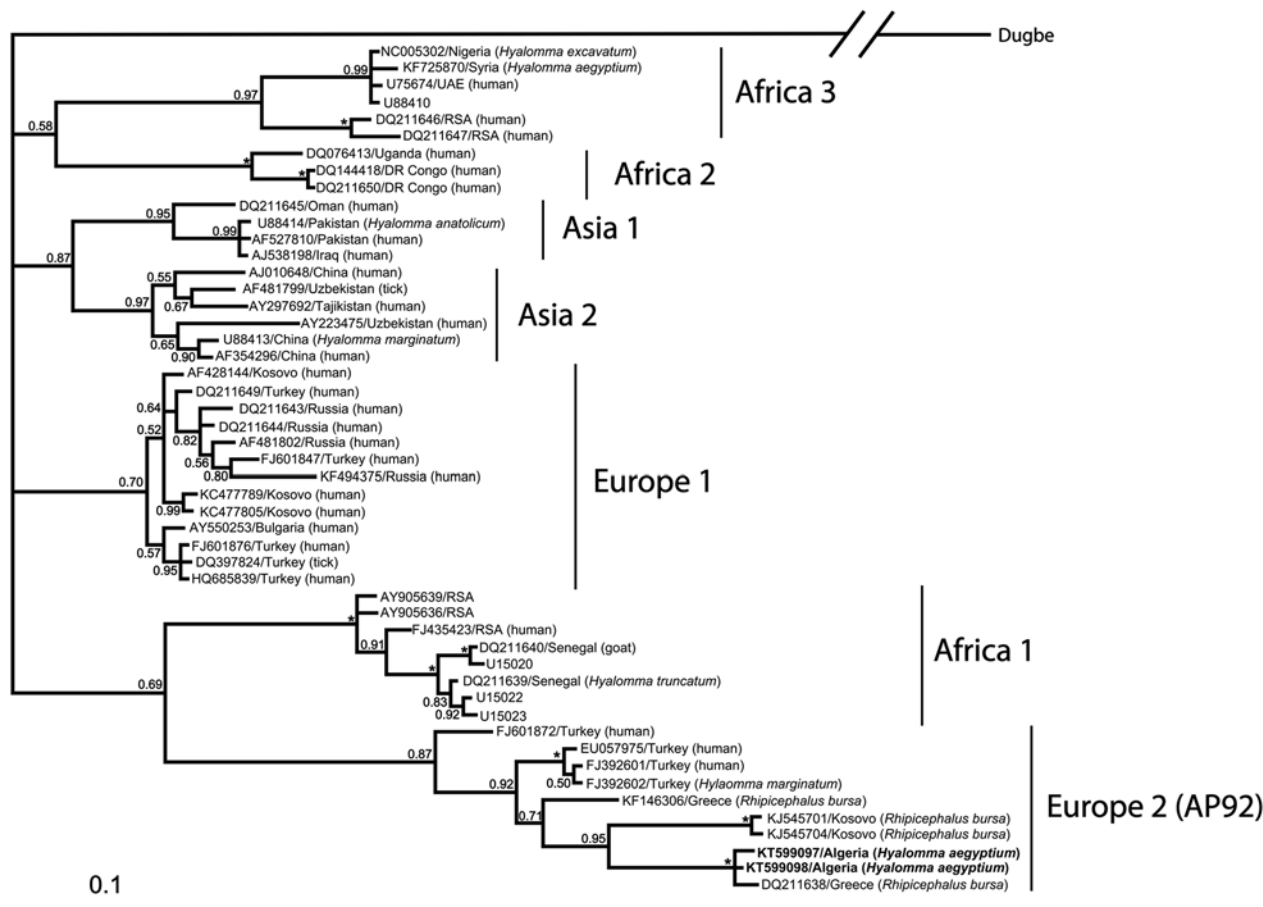 Dugbe
NC005302/Nigeria (Hyalomma excavatum)
0.99
KF725870/Syria (Hyalomma aegyptium)
U75674/UAE (human)
Africa 3
0.97
U88410
DQ211646/RSA (human)
*
0.58
DQ211647/RSA (human)
DQ076413/Uganda (human)
*
DQ144418/DR Congo (human)
*
Africa 2
DQ211650/DR Congo (human)
DQ211645/Oman (human)
0.95
U88414/Pakistan (Hyalomma anatolicum)
0.99
Asia 1
AF527810/Pakistan (human)
AJ538198/Iraq (human)
0.87
AJ010648/China (human)
0.55
AF481799/Uzbekistan (tick)
0.97
0.67
AY297692/Tajikistan (human)
Asia 2
AY223475/Uzbekistan (human)
0.65
U88413/China (Hyalomma marginatum)
0.90
AF354296/China (human)
AF428144/Kosovo (human)
DQ211649/Turkey (human)
0.64
DQ211643/Russia (human)
0.52
DQ211644/Russia (human)
0.82
AF481802/Russia (human)
0.56
FJ601847/Turkey (human)
0.80
KF494375/Russia (human)
0.70
Europe 1
KC477789/Kosovo (human)
0.99
KC477805/Kosovo (human)
AY550253/Bulgaria (human)
FJ601876/Turkey (human)
0.57
DQ397824/Turkey (tick)
0.95
HQ685839/Turkey (human)
AY905639/RSA
AY905636/RSA
*
FJ435423/RSA (human)
0.91
DQ211640/Senegal (goat)
*
Africa 1
U15020
*
DQ211639/Senegal (Hyalomma truncatum)
0.69
U15022
0.83
0.92
U15023
FJ601872/Turkey (human)
EU057975/Turkey (human)
0.87
*
FJ392601/Turkey (human)
0.92
0.50
FJ392602/Turkey (Hylaomma marginatum)
KF146306/Greece (Rhipicephalus bursa)
Europe 2 (AP92)
0.71
KJ545701/Kosovo (Rhipicephalus bursa)
*
KJ545704/Kosovo (Rhipicephalus bursa)
0.95
KT599097/Algeria (Hyalomma aegyptium)
*
KT599098/Algeria (Hyalomma aegyptium)
DQ211638/Greece (Rhipicephalus bursa)
0.1